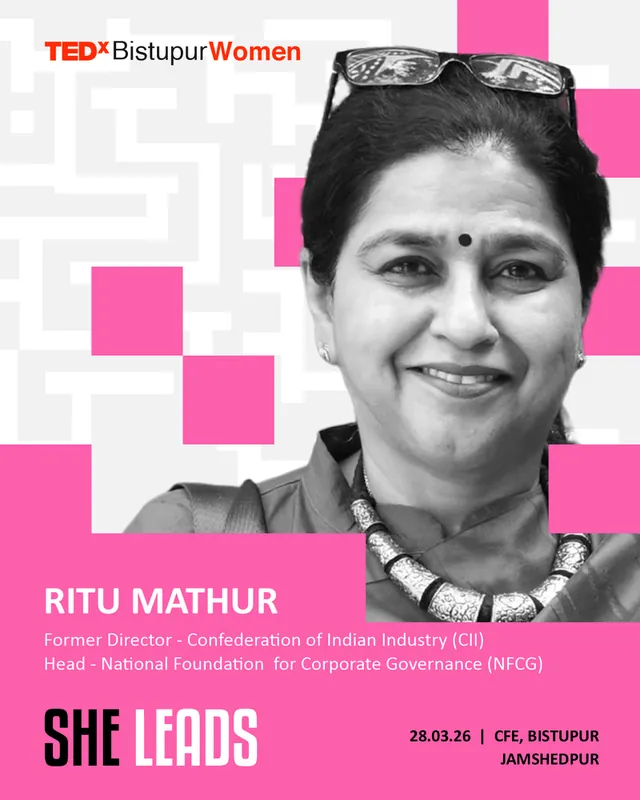 TEDxBistupurWomen
RITU MATHUR
Former Director - Confederation of Indian Industry (CII)
Head - National Foundation for Corporate Governance (NFCG)
SHE LEADS
28.03.26 | CFE, BISTUPUR
JAMSHEDPUR